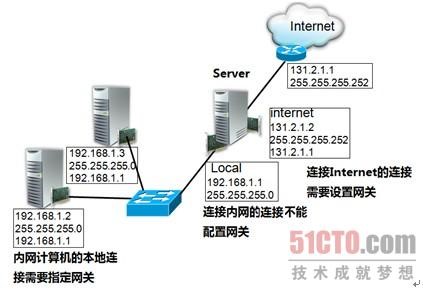 Internet
131.2.1.1
255.255.255.252
Server
internet
131.2.1.2
255.255.255.252
131.2.1.1
192.168.1.3
255.255.255.0
192.168.1.1
Local
192.168.1.1
255.255.255.0
连接Internet的连接
需要设置网关
192.168.1.2
255.255.255.0
192.168.1.1
连接内网的连接不能
配置网关
内网计算机的本地连
接需要指定网关
51CTO.com
技术成就梦想